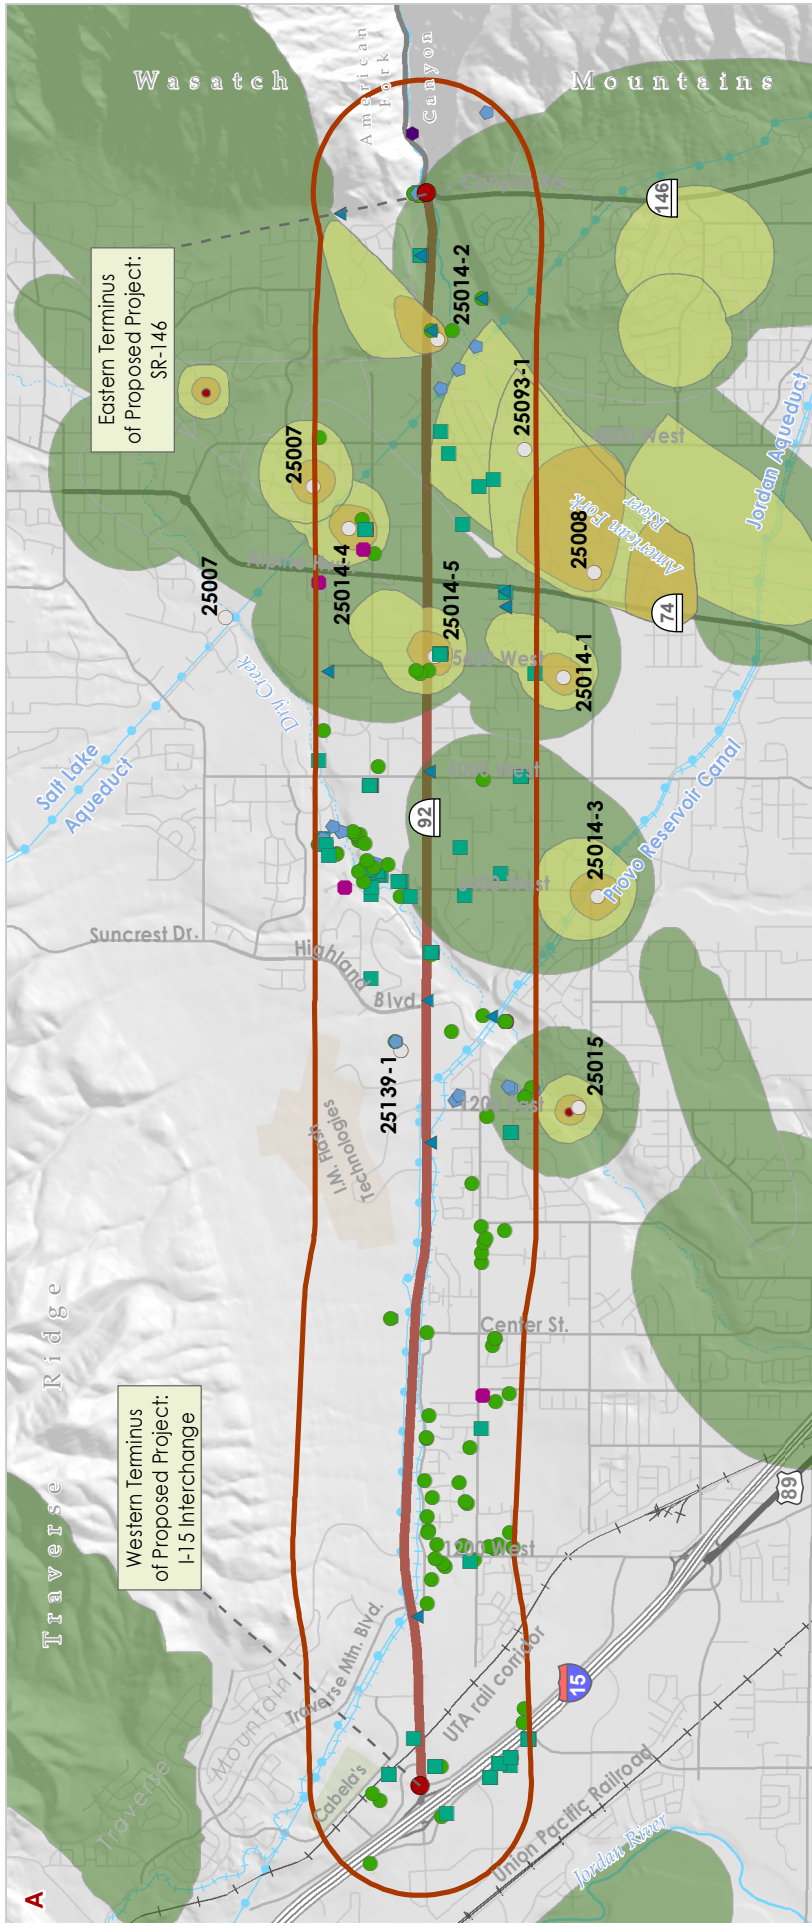 A
Wasatch
Mountains
American
Fork
Canyon
Eastern Terminus
of Proposed Project:
SR-146
146
25014-2
25093-1
25007
25007
25014-4
25014-5
25008
American Fork
River
Jordan Aqueduct
74
25014-1
5600 West
Dry Creek
Salt Lake
Aqueduct
6000 West
92
25014-3
Provo Reservoir Canal
Suncrest Dr.
Highland
Blvd
25139-1
25015
1200 East
I.M. Flash
Technologies
Traverse Ridge
Center St.
Western Terminus
of Proposed Project:
I-15 Interchange
89
1200 West
Traverse Mtn. Blvd.
UTA rail corridor
15
Traverse
Mountain
Cabela's
Union Pacific Railroad
Jordan River